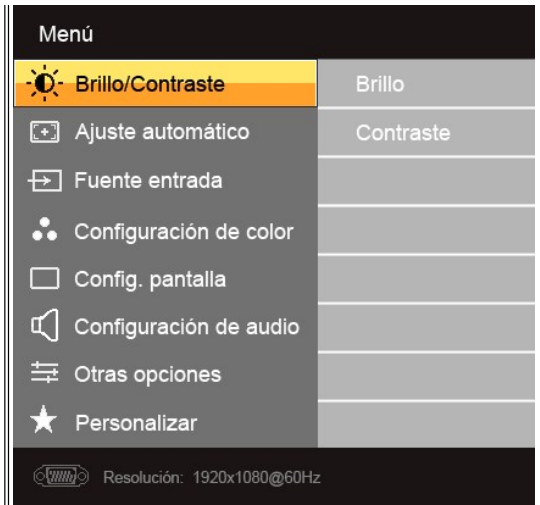 Menú
Brillo/Contraste
Brillo
Ajuste automático
Contraste
Fuente entrada
Configuración de color
Config. pantalla
Configuración de audio
Otras opciones
Personalizar
Resolución: 1920x1080@60Hz